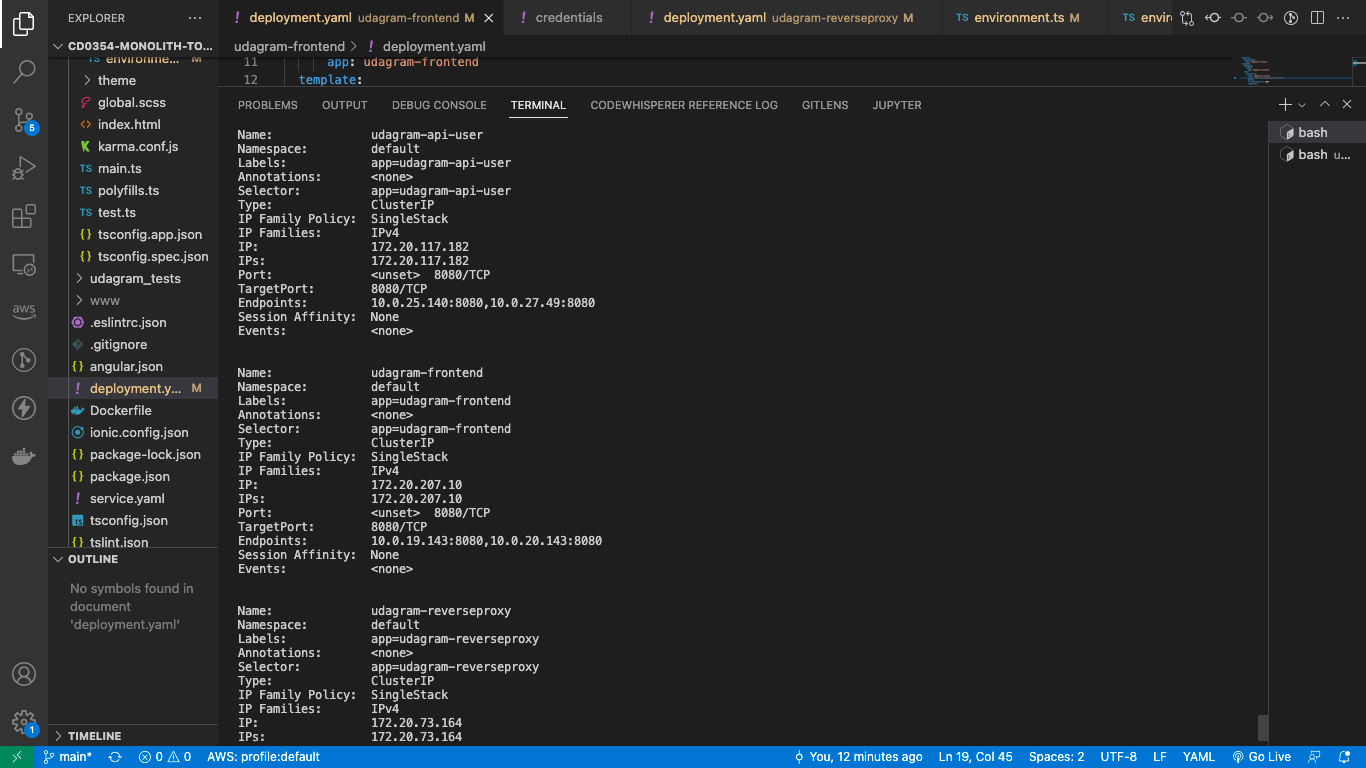 EXPLORER
CD0354-MONOLITH-TO...
TS environme... M
theme
global.scss
<> index.html
karma.conf.js
TS main.ts
TS polyfills.ts
TS test.ts
{} tsconfig.app.json
{} tsconfig.spec.json
udagram_tests
www
.eslintrc.json
.gitignore
{} angular.json
! deployment.y... M
Dockerfile
ionic.config.json
{} package-lock.json
{} package.json
! service.yaml
TS tsconfig.json
{} tslint.json
OUTLINE
No symbols found in
document
'deployment.yaml'
TIMELINE
5
aws
1
! deployment.yaml udagram-frontend M
! credentials
! deployment.yaml udagram-reverseproxy M
TS environment.ts M
TS envir
udagram-frontend > ! deployment.yaml
11 app: udagram-frontend
12 template:
PROBLEMS OUTPUT DEBUG CONSOLE TERMINAL CODEWHISPERER REFERENCE LOG GITLENS JUPYTER
Name: udagram-api-user
Namespace: default
Labels: app=udagram-api-user
Annotations: <none>
Selector: app=udagram-api-user
Type: ClusterIP
IP Family Policy: SingleStack
IP Families: IPv4
IP: 172.20.117.182
IPs: 172.20.117.182
Port: <unset> 8080/TCP
TargetPort: 8080/TCP
Endpoints: 10.0.25.140:8080,10.0.27.49:8080
Session Affinity: None
Events: <none>
Name: udagram-frontend
Namespace: default
Labels: app=udagram-frontend
Annotations: <none>
Selector: app=udagram-frontend
Type: ClusterIP
IP Family Policy: SingleStack
IP Families: IPv4
IP: 172.20.207.10
IPs: 172.20.207.10
Port: <unset> 8080/TCP
TargetPort: 8080/TCP
Endpoints: 10.0.19.143:8080,10.0.20.143:8080
Session Affinity: None
Events: <none>
Name: udagram-reverseproxy
Namespace: default
Labels: app=udagram-reverseproxy
Annotations: <none>
Selector: app=udagram-reverseproxy
Type: ClusterIP
IP Family Policy: SingleStack
IP Families: IPv4
IP: 172.20.73.164
IPs: 172.20.73.164
bash
bash u...
main* 0 0 AWS: profile:default You, 12 minutes ago Ln 19, Col 45 Spaces: 2 UTF-8 LF YAML Go Live